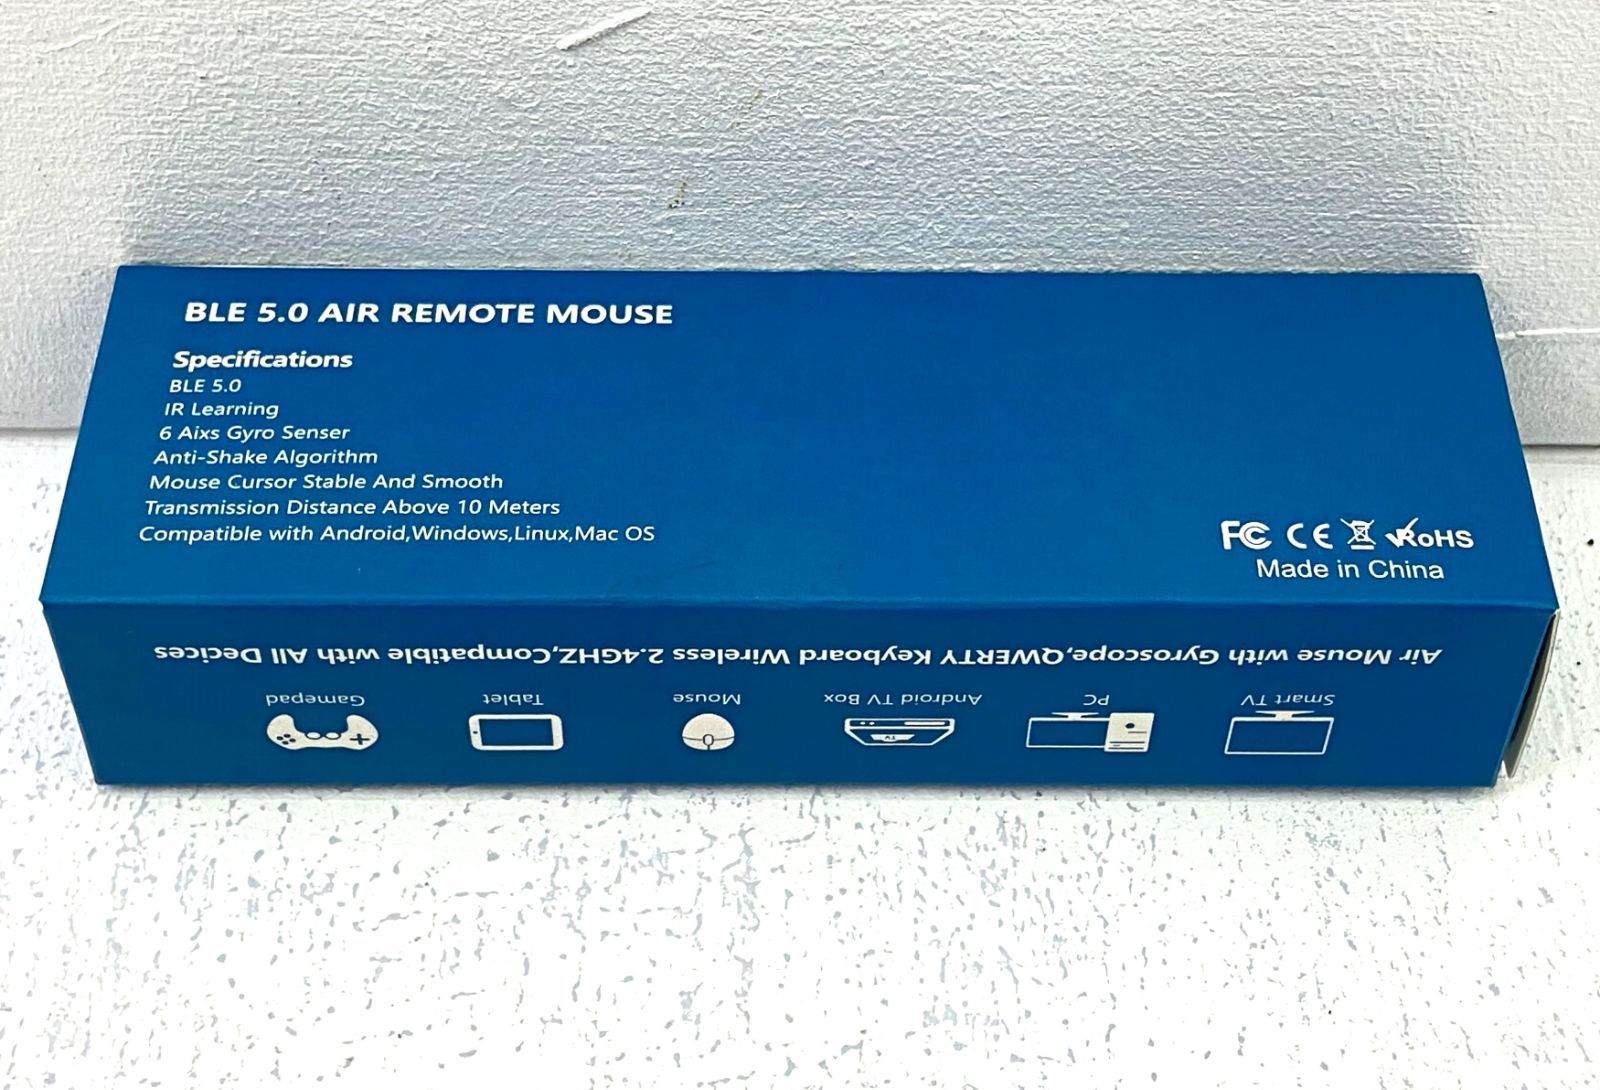 BLE 5.0 AIR REMOTE MOUSE
Specifications
BLE 5.0
IR Learning
6 Aixs Gyro Senser
Anti-Shake Algorithm
Mouse Cursor Stable And Smooth
Transmission Distance Above 10 Meters
Compatible with Android,Windows,Linux,Mac OS
FC CE RoHS
Made in China
Air Mouse with Gyroscope,QWERTY Keyboard Wireless 2.4GHZ,Compatible with All Decices
Smart TV PC Android TV Box Mouse Tablet Gamepad
TV